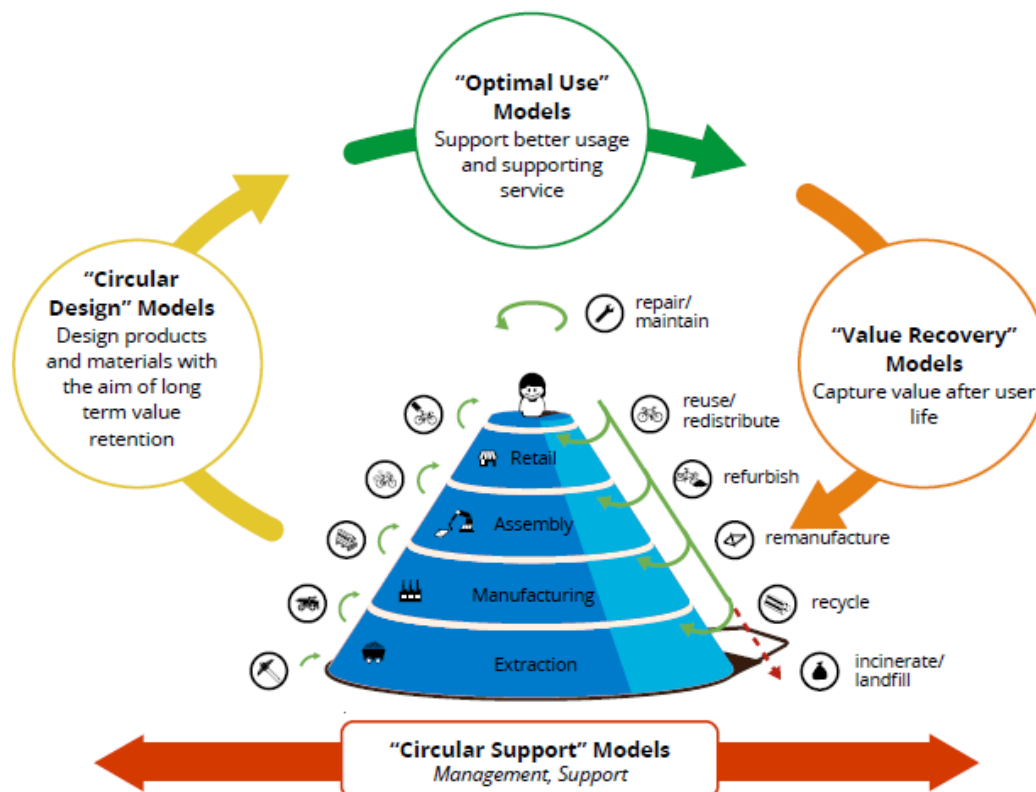 “Optimal Use”
Models
Support better usage
and supporting
service
“Circular
Design” Models
Design products
and materials with
the aim of long
term value
retention
“Value Recovery”
Models
Capture value after user
life
repair/
maintain
reuse/
redistribute
refurbish
remanufacture
recycle
incinerate/
landfill
Retail
Assembly
Manufacturing
Extraction
“Circular Support” Models
Management, Support